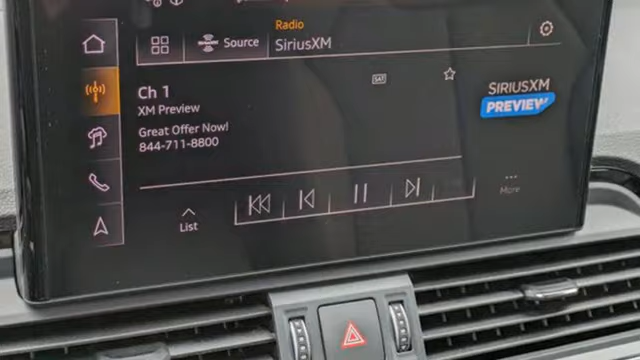 Radio
Source SiriusXM
SAT
Ch 1
XM Preview
Great Offer Now!
844-711-8800
SIRIUSXM
PREVIEW
List
More